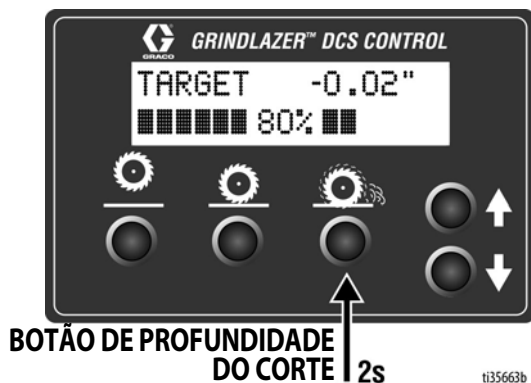 GRACO
GRINDLAZER™ DCS CONTROL
TARGET -0.02"
80%
BOTÃO DE PROFUNDIDADE
DO CORTE
2s
ti35663b